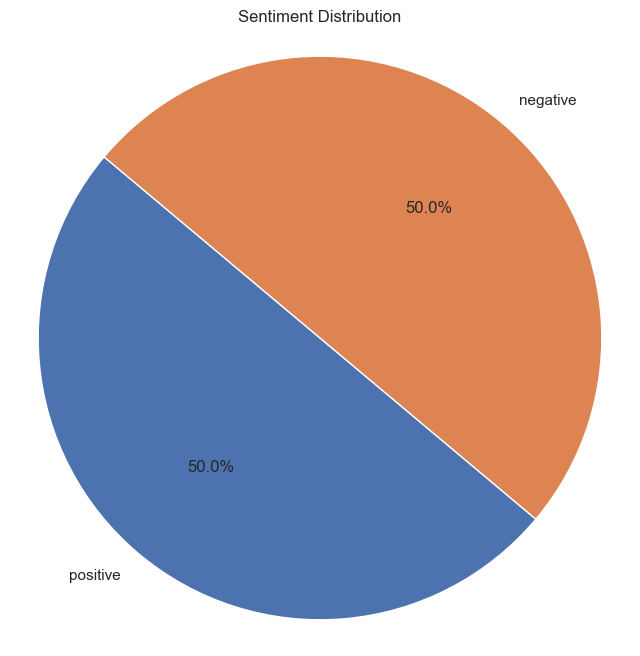 Sentiment Distribution
negative
50.0%
50.0%
positive